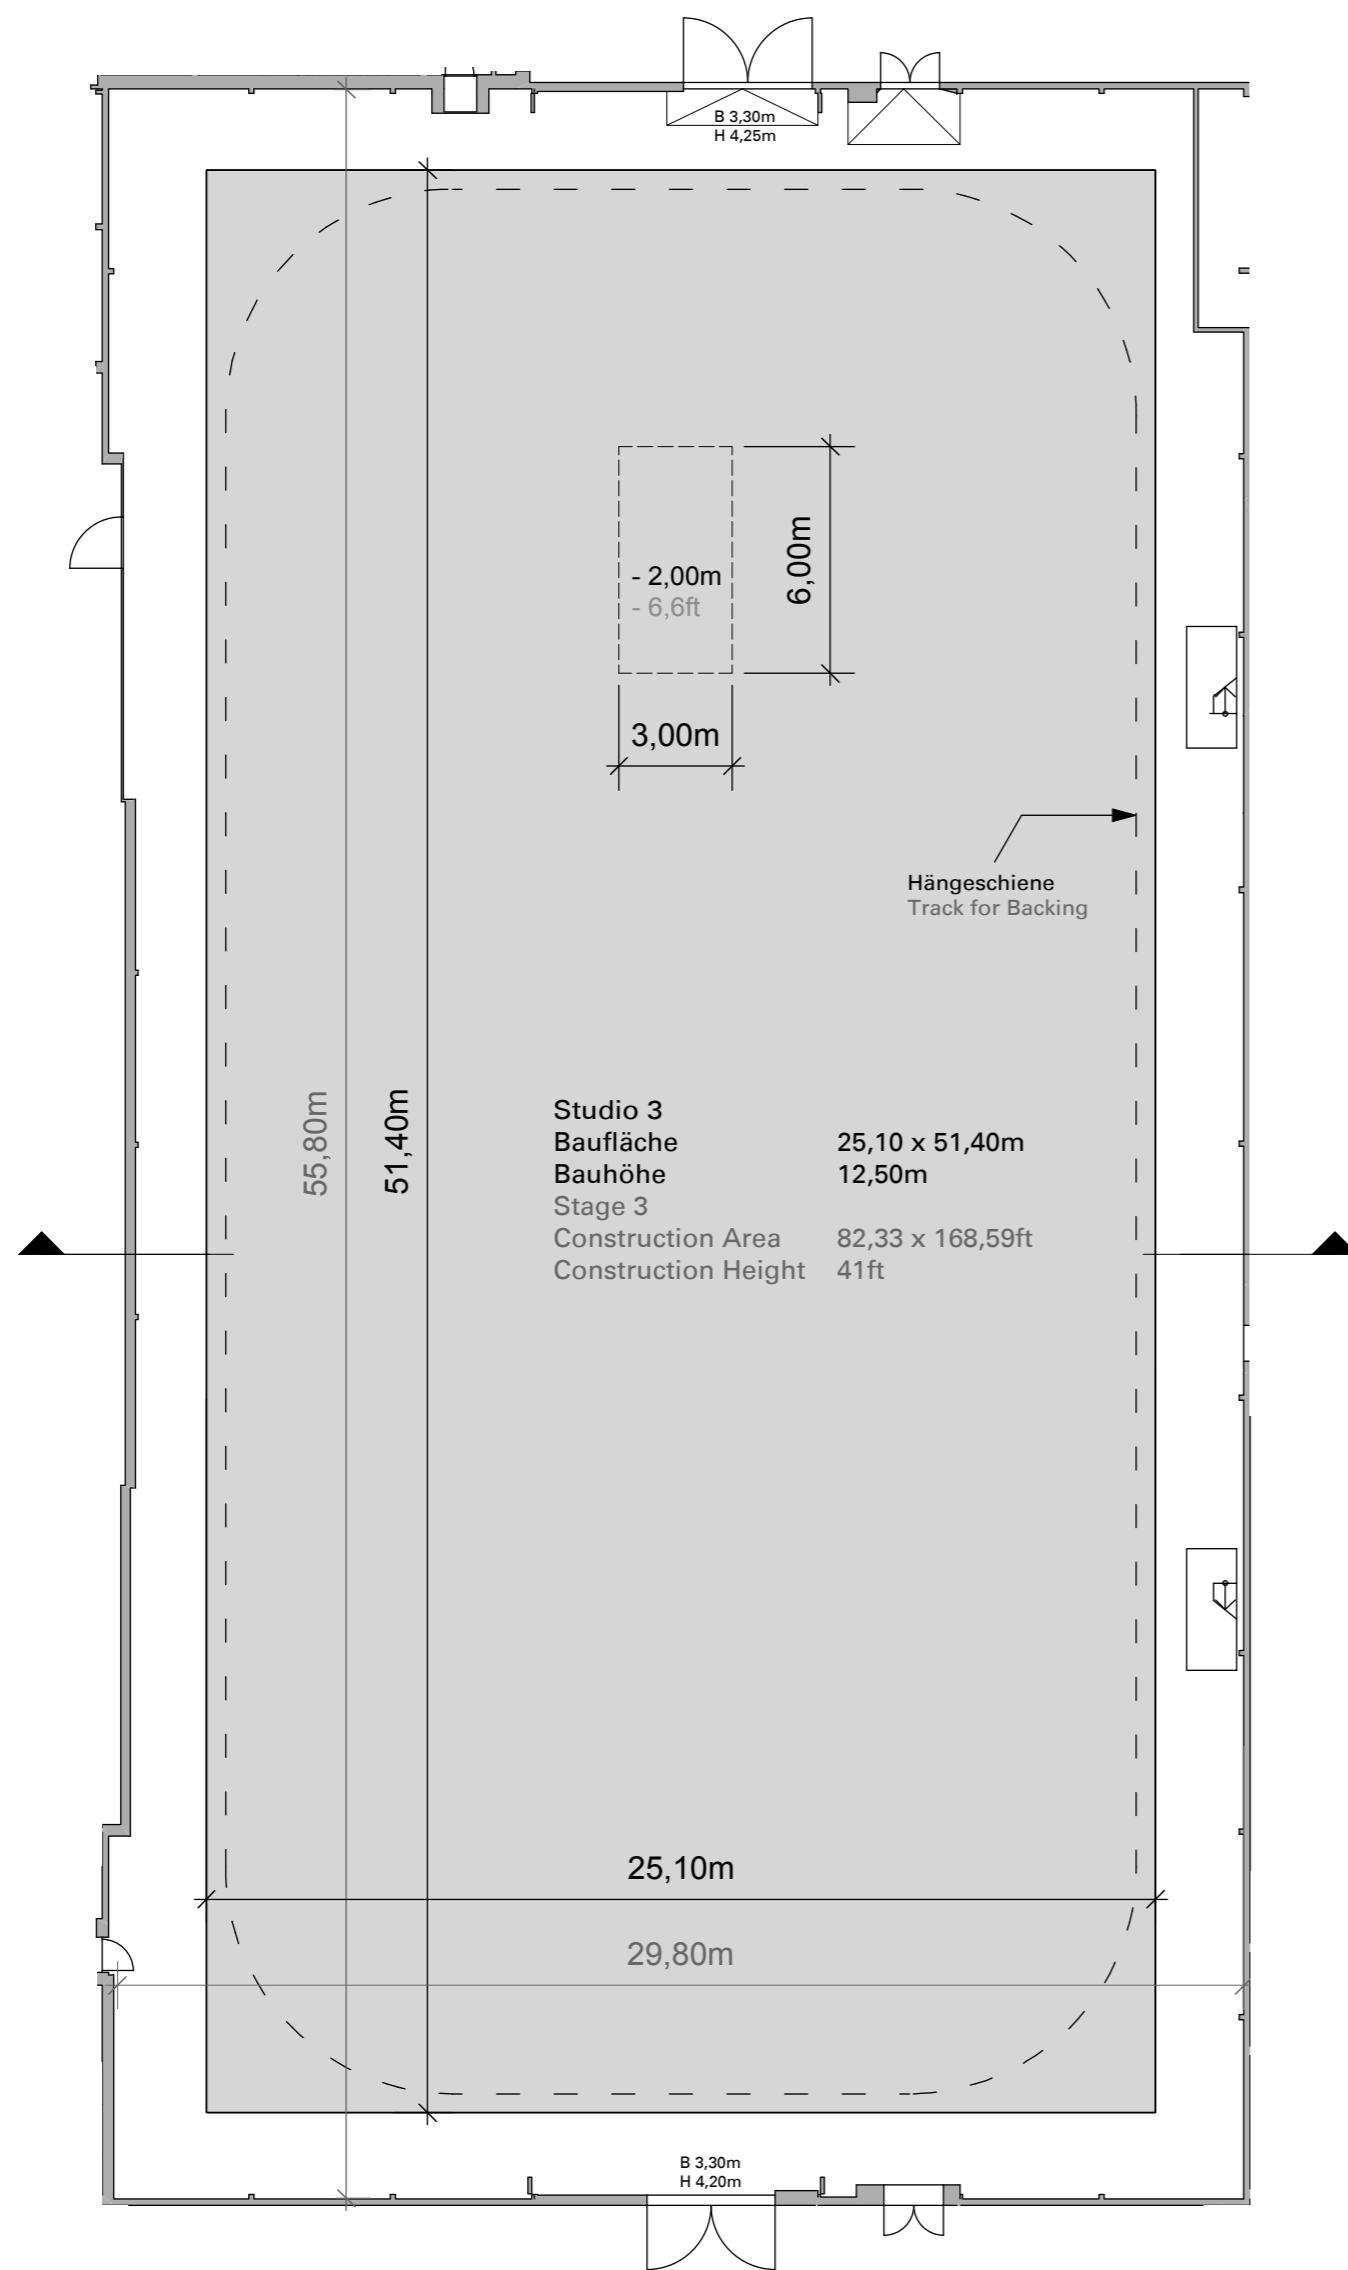 B 3,30m
H 4,25m
- 2,00m
- 6,6ft
6,00m
3,00m
Hängeschiene
Track for Backing
55,80m
51,40m
Studio 3
Baufläche 25,10 x 51,40m
Bauhöhe 12,50m
Stage 3
Construction Area 82,33 x 168,59ft
Construction Height 41ft
25,10m
29,80m
B 3,30m
H 4,20m